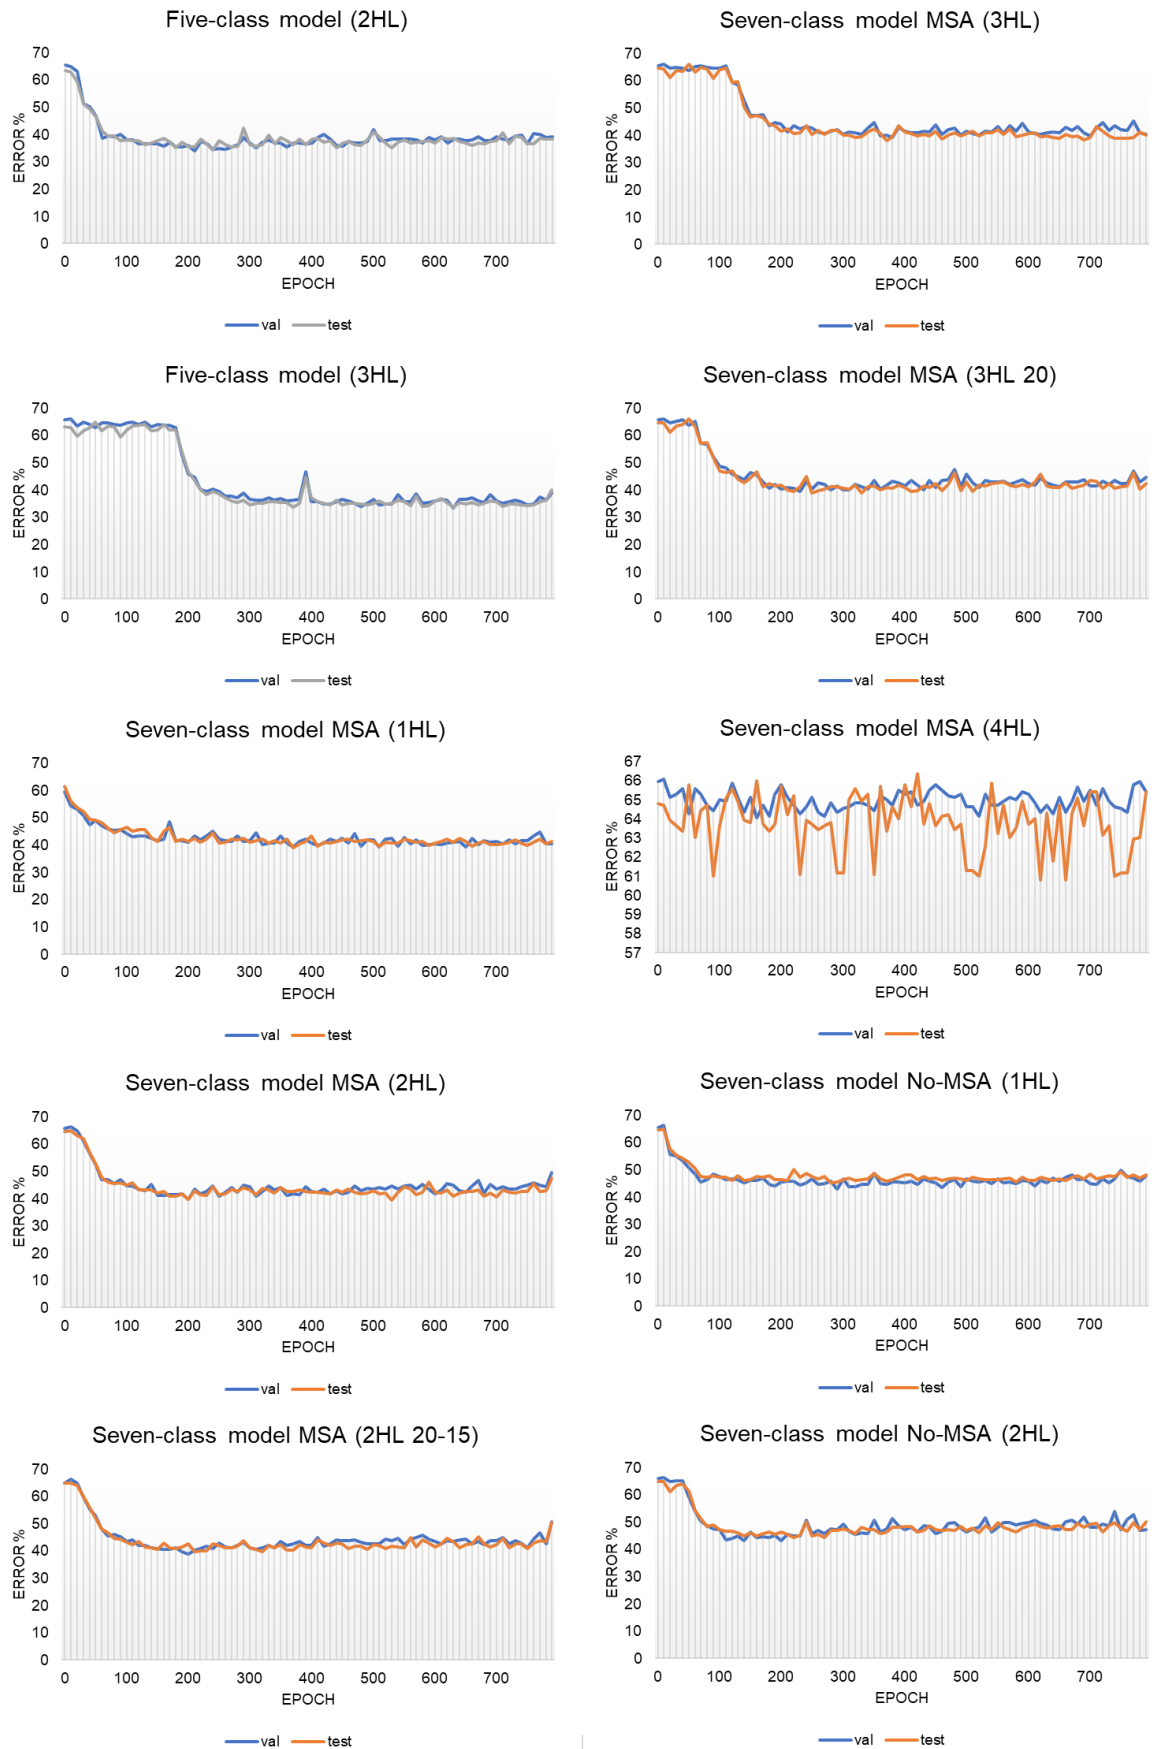 Five-class model (2HL)
70
60
50
40
30
20
10
0
ERROR %
0 100 200 300 400 500 600 700
EPOCH
val test
Seven-class model MSA (3HL)
70
60
50
40
30
20
10
0
ERROR %
0 100 200 300 400 500 600 700
EPOCH
val test
Five-class model (3HL)
70
60
50
40
30
20
10
0
ERROR %
0 100 200 300 400 500 600 700
EPOCH
val test
Seven-class model MSA (3HL 20)
70
60
50
40
30
20
10
0
ERROR %
0 100 200 300 400 500 600 700
EPOCH
val test
Seven-class model MSA (1HL)
70
60
50
40
30
20
10
0
ERROR %
0 100 200 300 400 500 600 700
EPOCH
val test
Seven-class model MSA (4HL)
67
66
65
64
63
62
61
60
59
58
57
ERROR %
0 100 200 300 400 500 600 700
EPOCH
val test
Seven-class model MSA (2HL)
70
60
50
40
30
20
10
0
ERROR %
0 100 200 300 400 500 600 700
EPOCH
val test
Seven-class model No-MSA (1HL)
70
60
50
40
30
20
10
0
ERROR %
0 100 200 300 400 500 600 700
EPOCH
val test
Seven-class model MSA (2HL 20-15)
70
60
50
40
30
20
10
0
ERROR %
0 100 200 300 400 500 600 700
EPOCH
val test
Seven-class model No-MSA (2HL)
70
60
50
40
30
20
10
0
ERROR %
0 100 200 300 400 500 600 700
EPOCH
val test